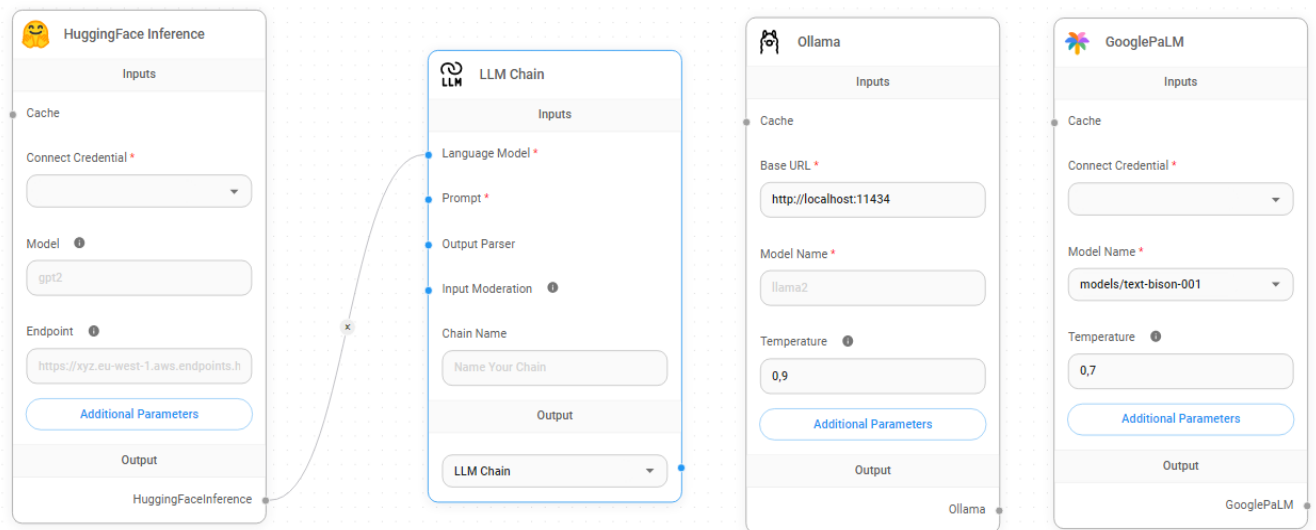 HuggingFace Inference
Inputs
Cache
Connect Credential *
Model
gpt2
Endpoint
https://xyz.eu-west-1.aws.endpoints.h
Additional Parameters
Output
HuggingFaceInference
x
LLM
LLM Chain
Inputs
Language Model *
Prompt *
Output Parser
Input Moderation
Chain Name
Name Your Chain
Output
LLM Chain
Ollama
Inputs
Cache
Base URL *
http://localhost:11434
Model Name *
llama2
Temperature
0,9
Additional Parameters
Output
Ollama
GooglePaLM
Inputs
Cache
Connect Credential *
Model Name *
models/text-bison-001
Temperature
0,7
Additional Parameters
Output
GooglePaLM